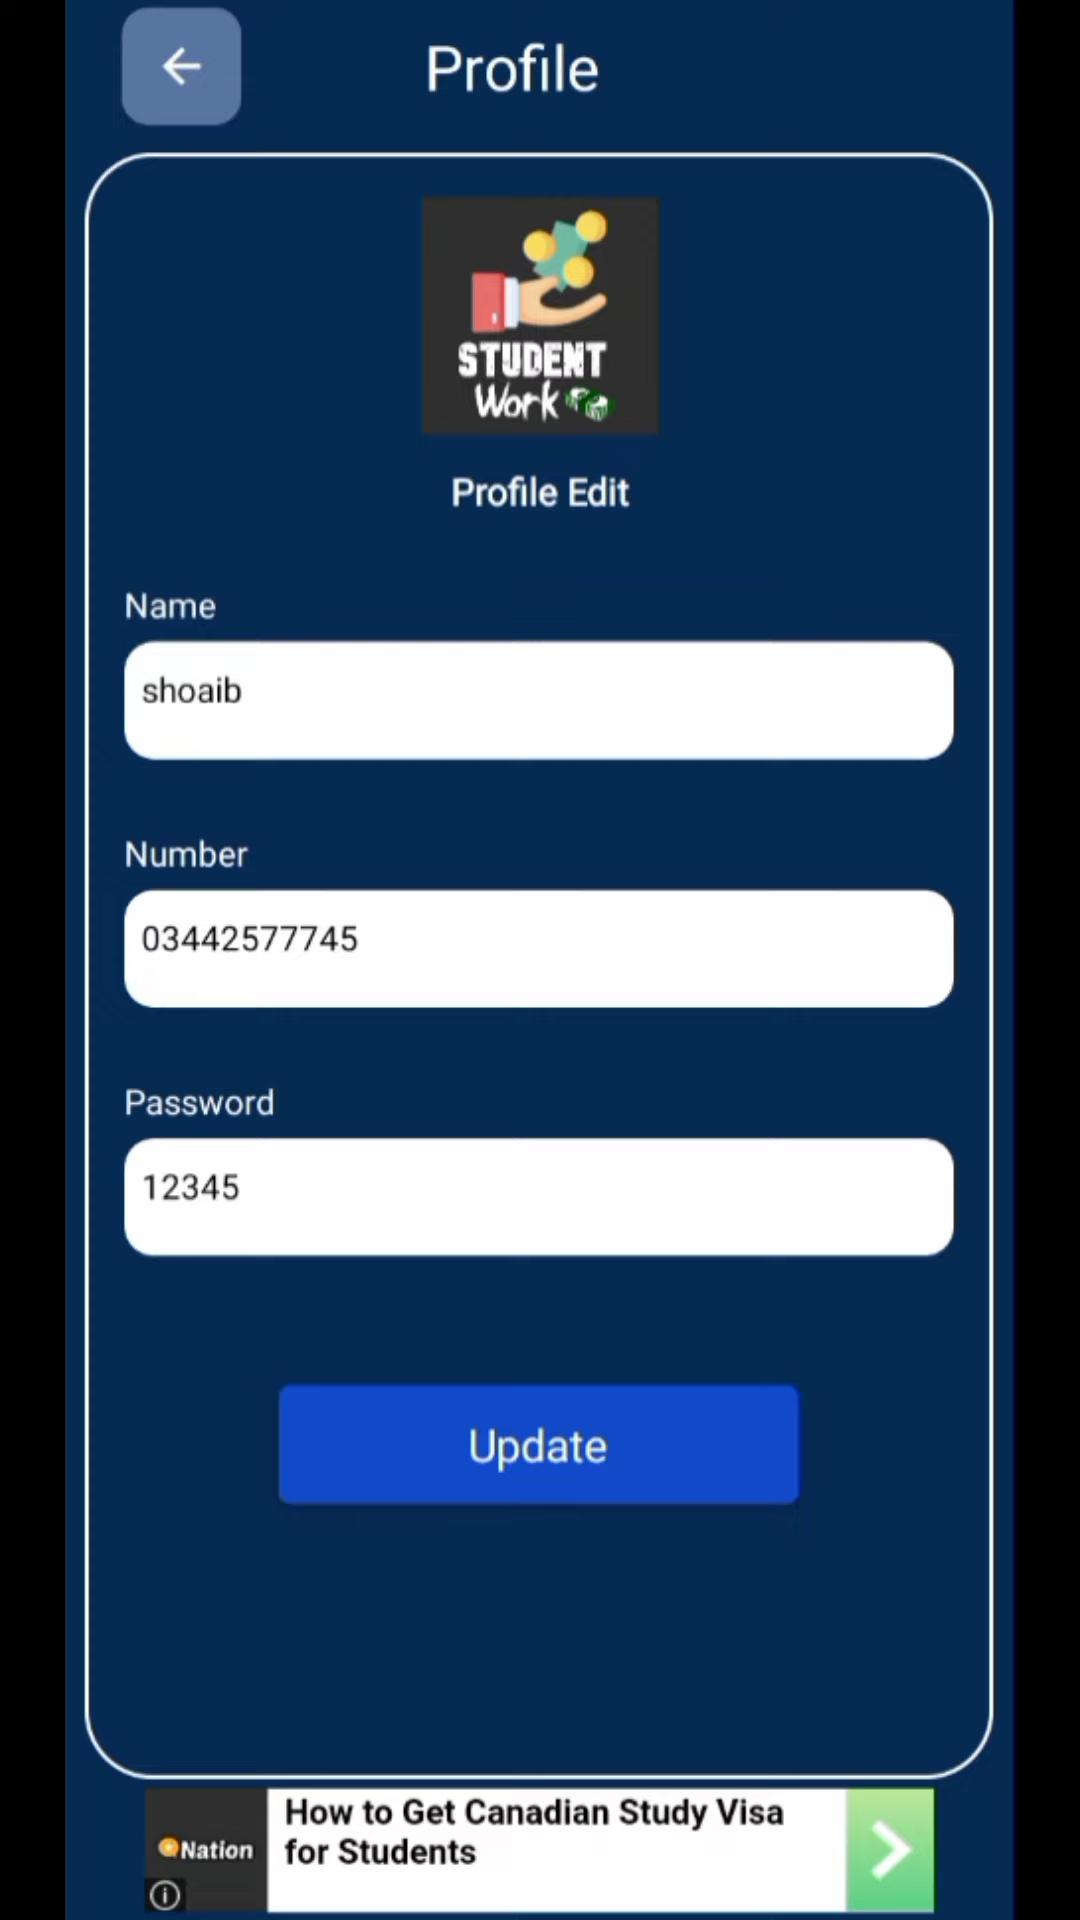 Profile
STUDENT
Work
Profile Edit
Name
shoaib
Number
03442577745
Password
12345
Update
How to Get Canadian Study Visa
for Students
Nation